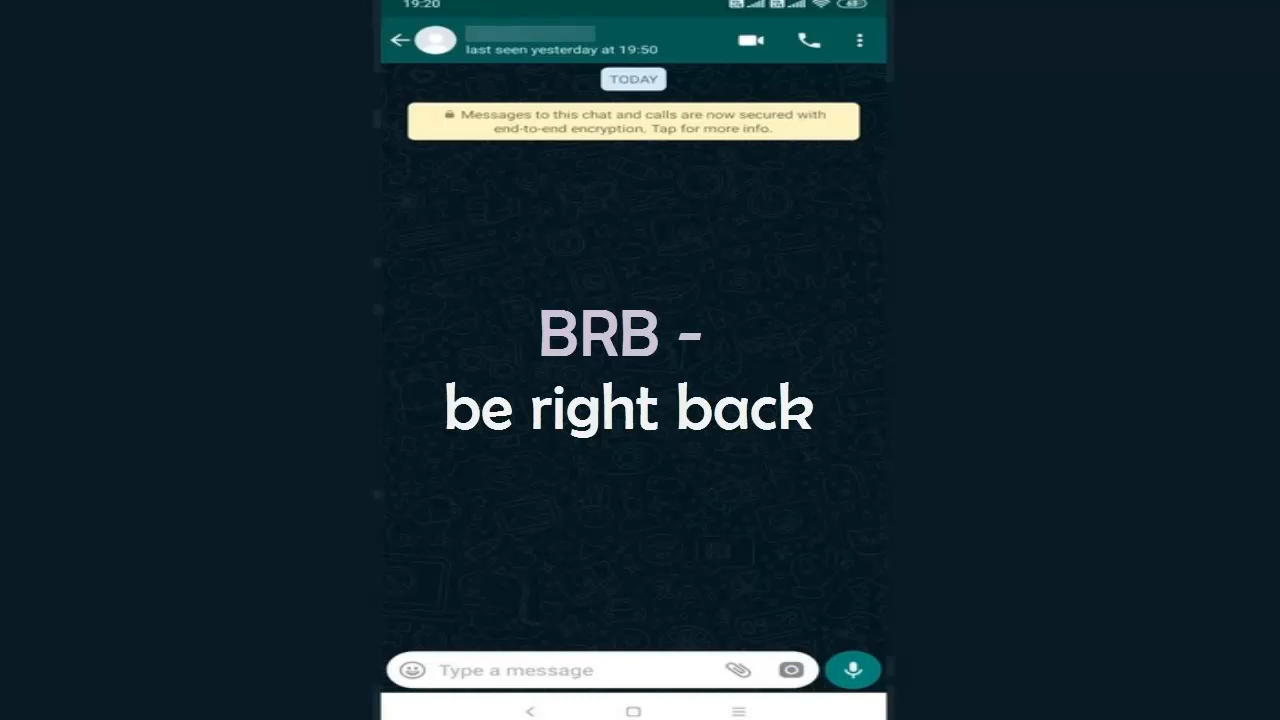 19:20
last seen yesterday at 19:50
TODAY
Messages to this chat and calls are now secured with
end-to-end encryption. Tap for more info.
BRB -
be right back
Type a message